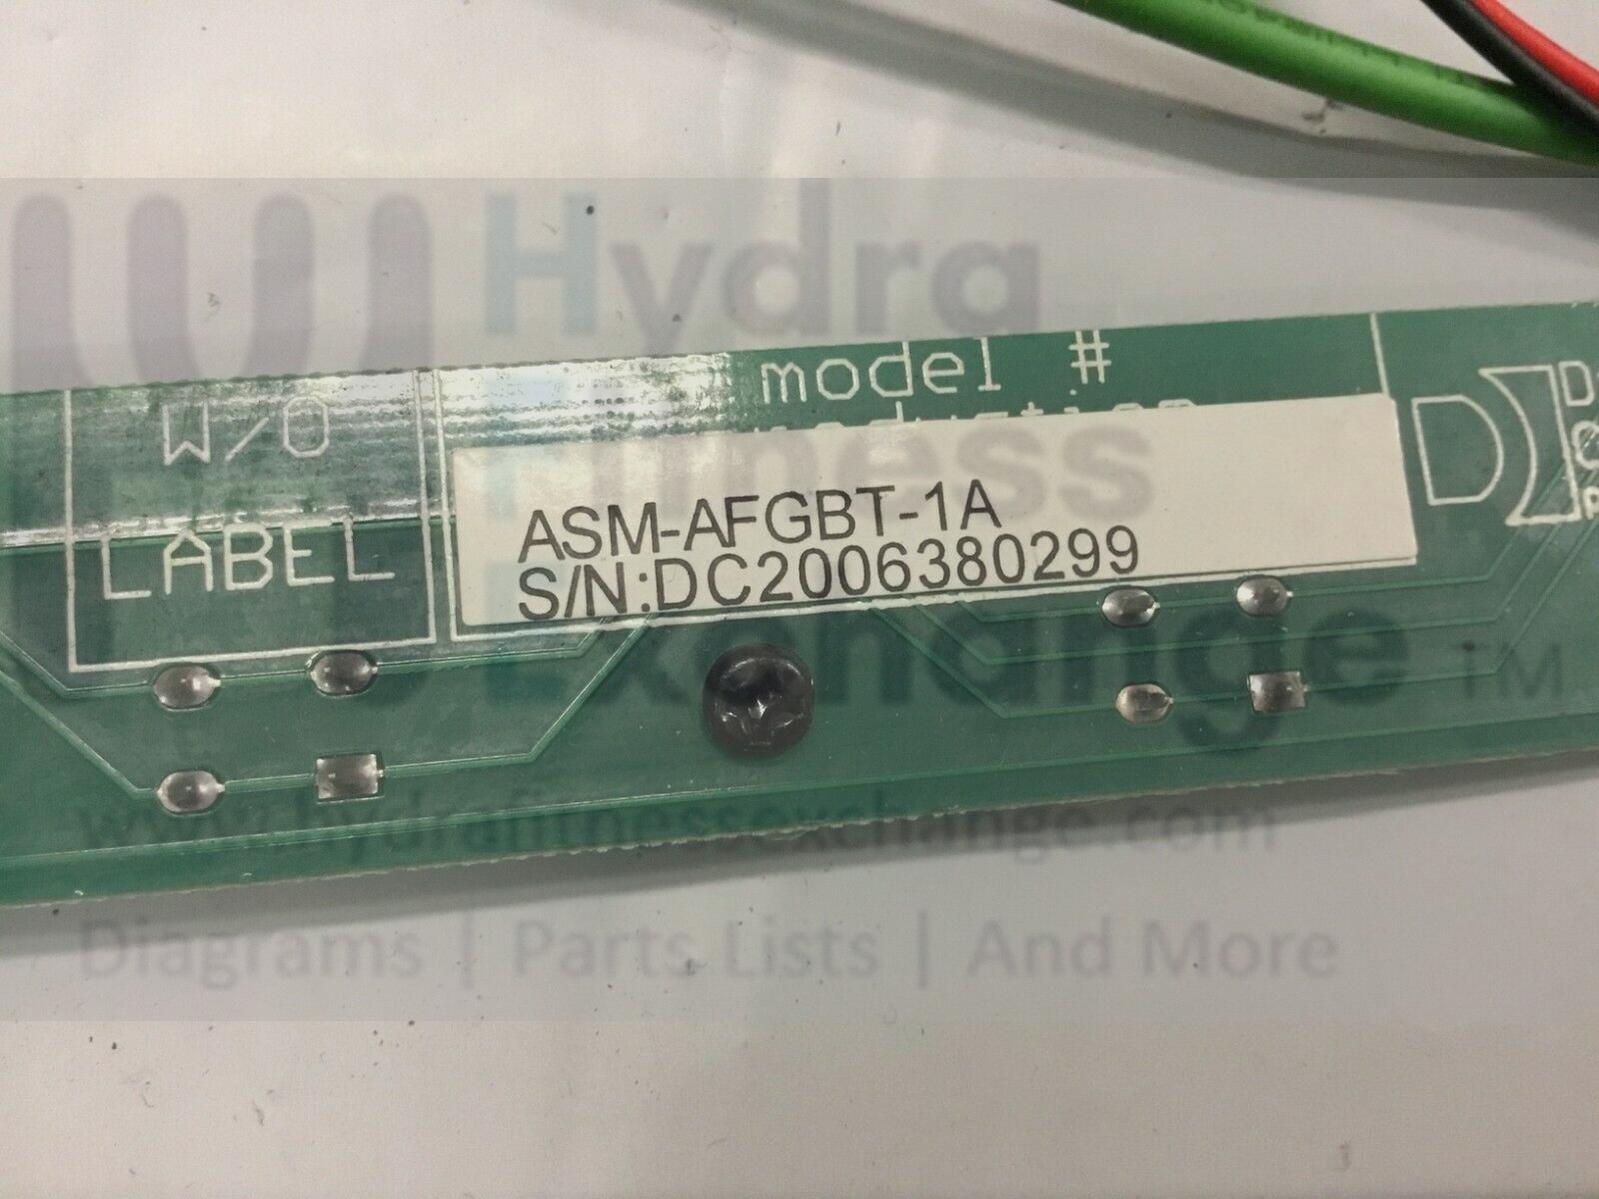 Hydra
Fitness
Exchange ™
www.hydrafitnessexchange.com
Diagrams | Parts Lists | And More
W/O
LABEL
model #
ASM-AFGBT-1A
S/N:DC2006380299